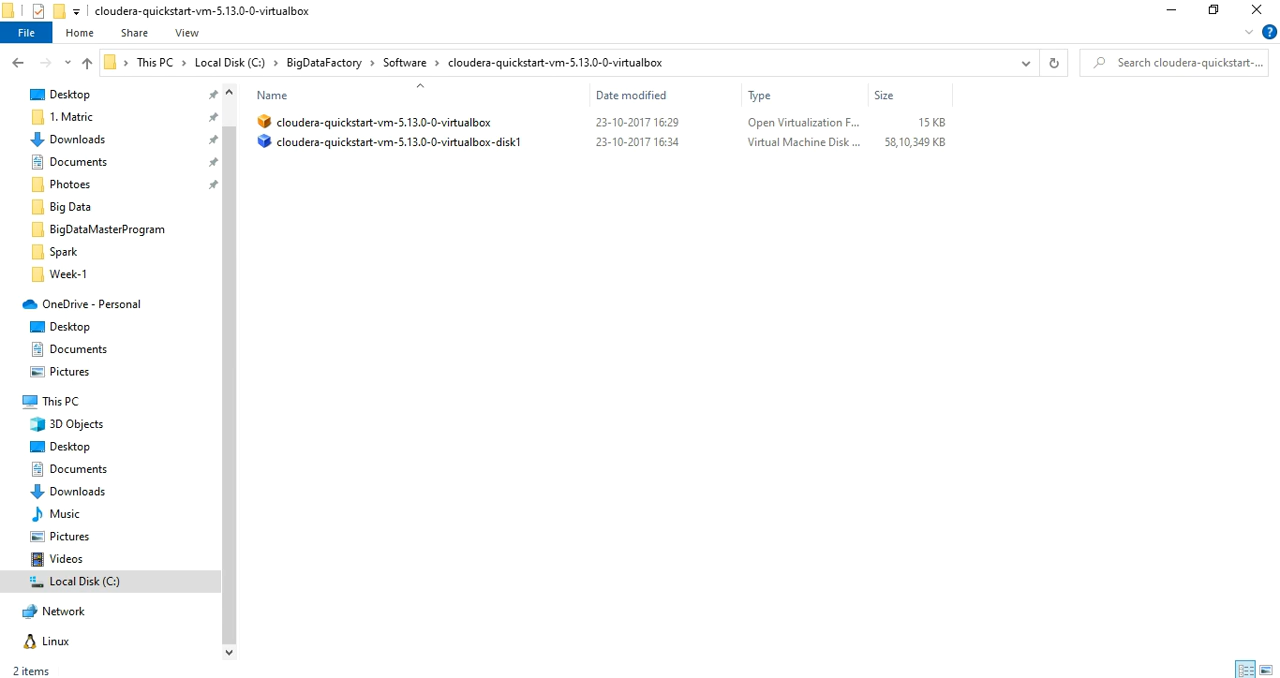 cloudera-quickstart-vm-5.13.0-0-virtualbox
File Home Share View
This PC Local Disk (C:) BigDataFactory Software cloudera-quickstart-vm-5.13.0-0-virtualbox
Search cloudera-quickstart-...
Name Date modified Type Size
cloudera-quickstart-vm-5.13.0-0-virtualbox 23-10-2017 16:29 Open Virtualization F... 15 KB
cloudera-quickstart-vm-5.13.0-0-virtualbox-disk1 23-10-2017 16:34 Virtual Machine Disk ... 58,10,349 KB
Desktop
1. Matric
Downloads
Documents
Photoes
Big Data
BigDataMasterProgram
Spark
Week-1
OneDrive - Personal
Desktop
Documents
Pictures
This PC
3D Objects
Desktop
Documents
Downloads
Music
Pictures
Videos
Local Disk (C:)
Network
Linux
2 items